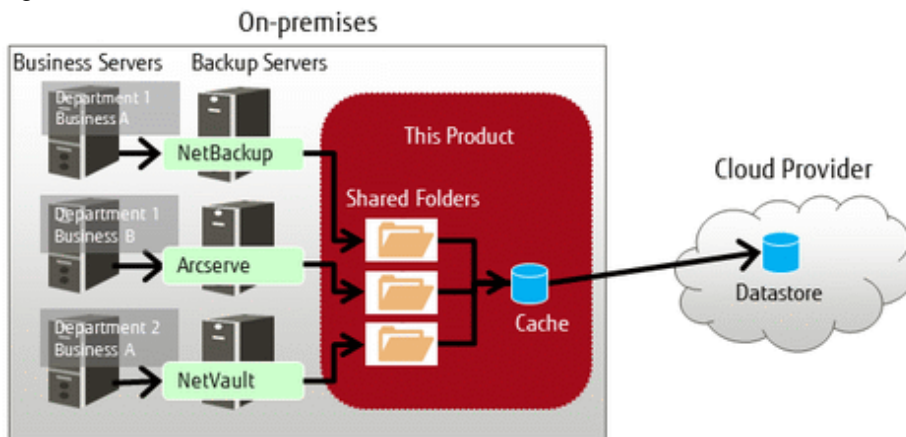 On-premises
Business Servers
Backup Servers
Department 1
Business A
NetBackup
This Product
Cloud Provider
Shared Folders
Department 1
Business B
Arcserve
Cache
Datastore
Department 2
Business A
NetVault